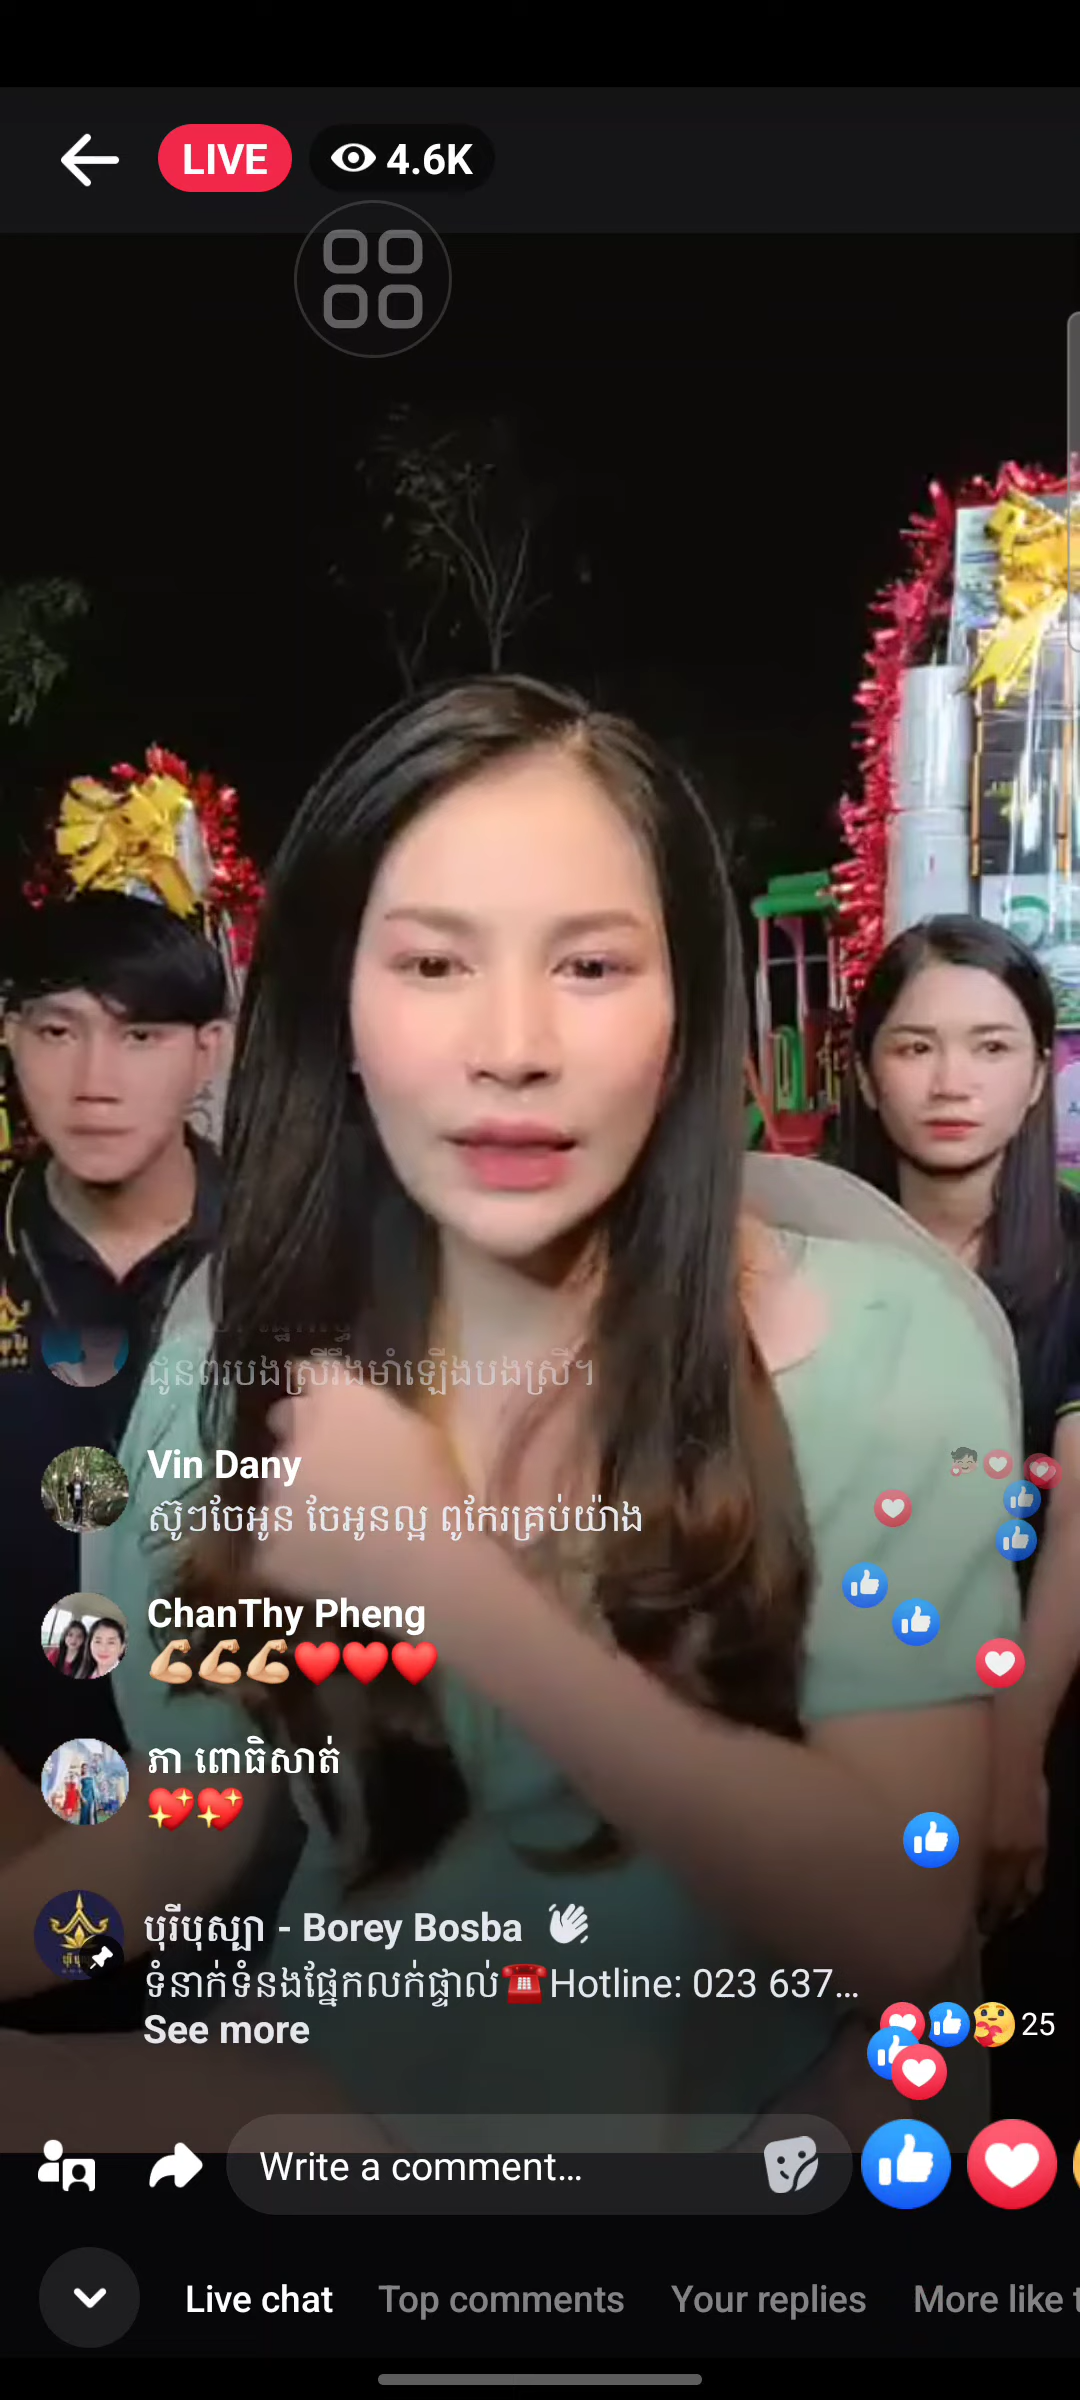 LIVE 4.6K
ជូនពរបងស្រីរឹងមាំឡើងបងស្រី។
Vin Dany
ស៊ូៗចែអូន ចែអូនល្អ ពូកែរគ្រប់យ៉ាង
ChanThy Pheng
💪💪💪❤️❤️❤️
ភា ពោធិសាត់
💖💖
បុរីបុស្បា - Borey Bosba 👋
ទំនាក់ទំនងផ្នែកលក់ផ្ទាល់☎️Hotline: 023 637...
See more
25
Write a comment...
Live chat Top comments Your replies More like